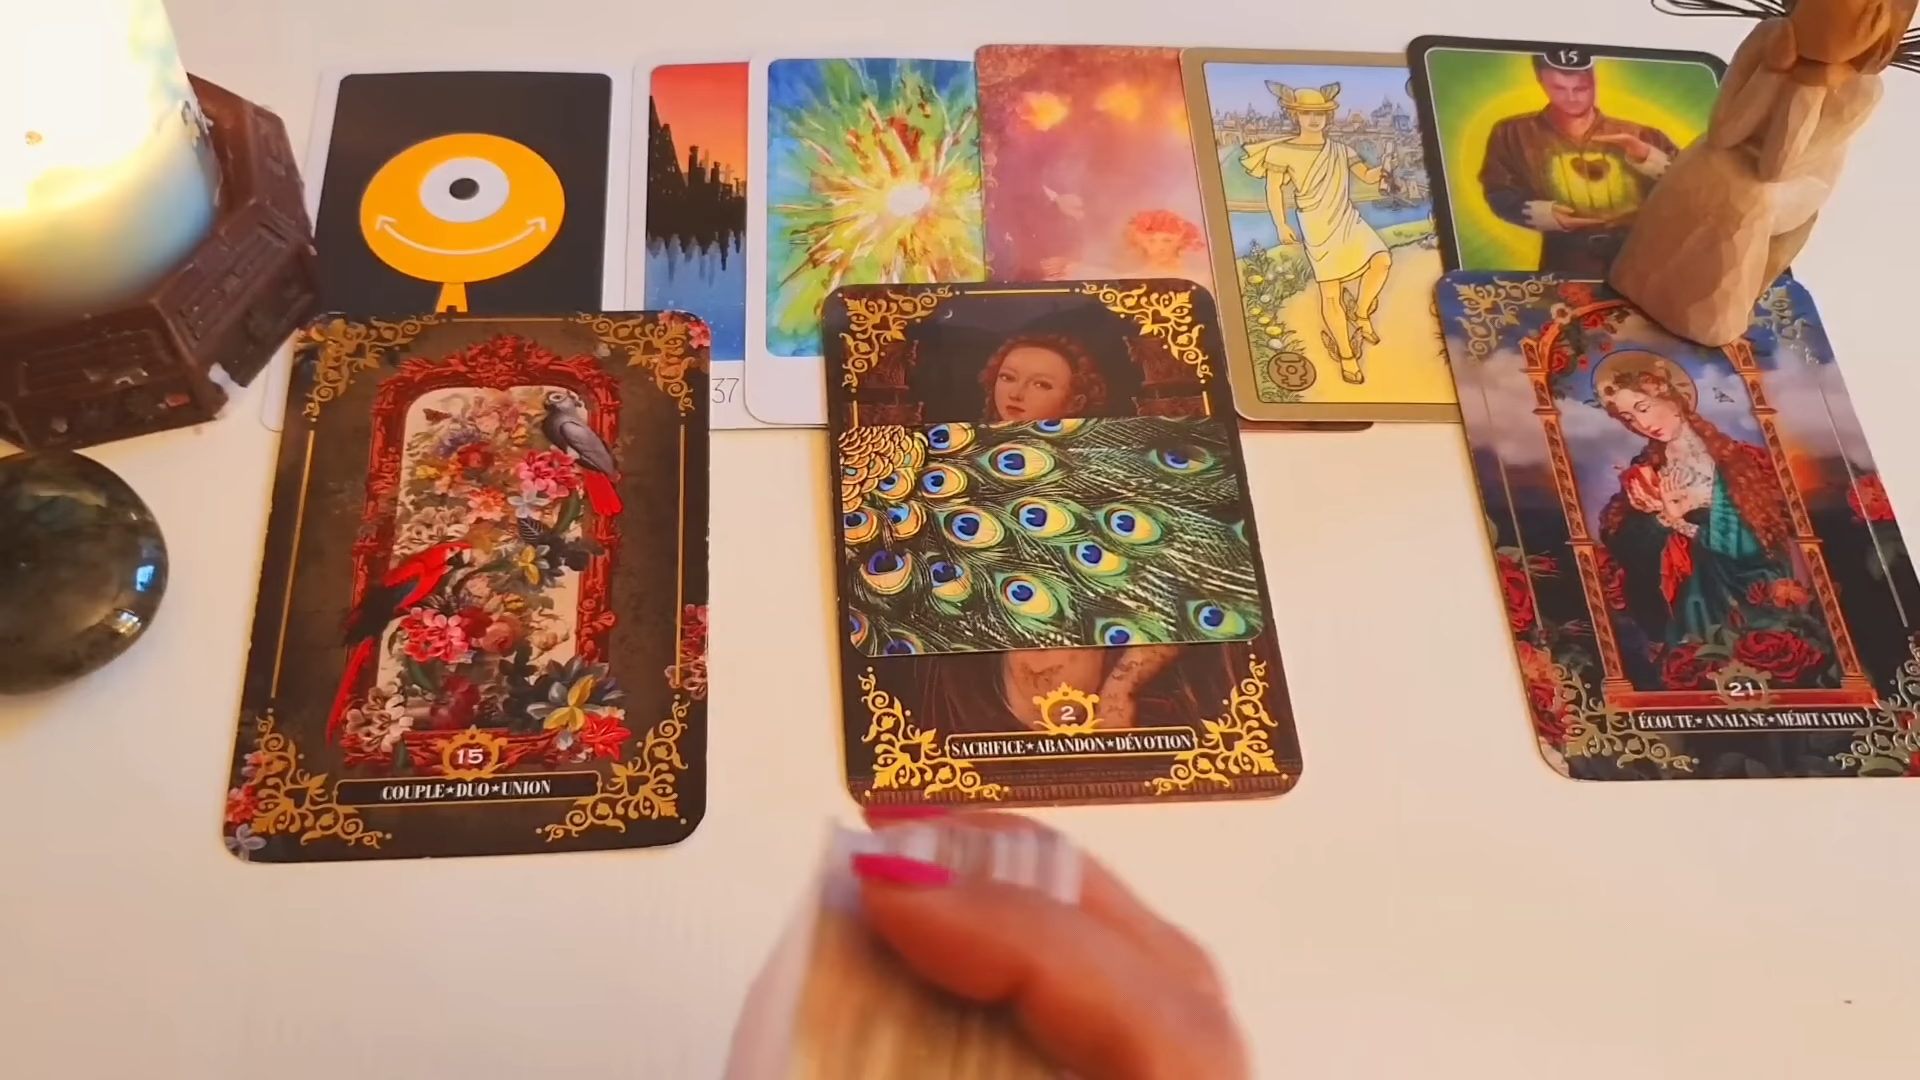 15
37
15
COUPLE★DUO★UNION
2
SACRIFICE★ABANDON★DÉVOTION
21
ÉCOUTE★ANALYSE★MÉDITATION